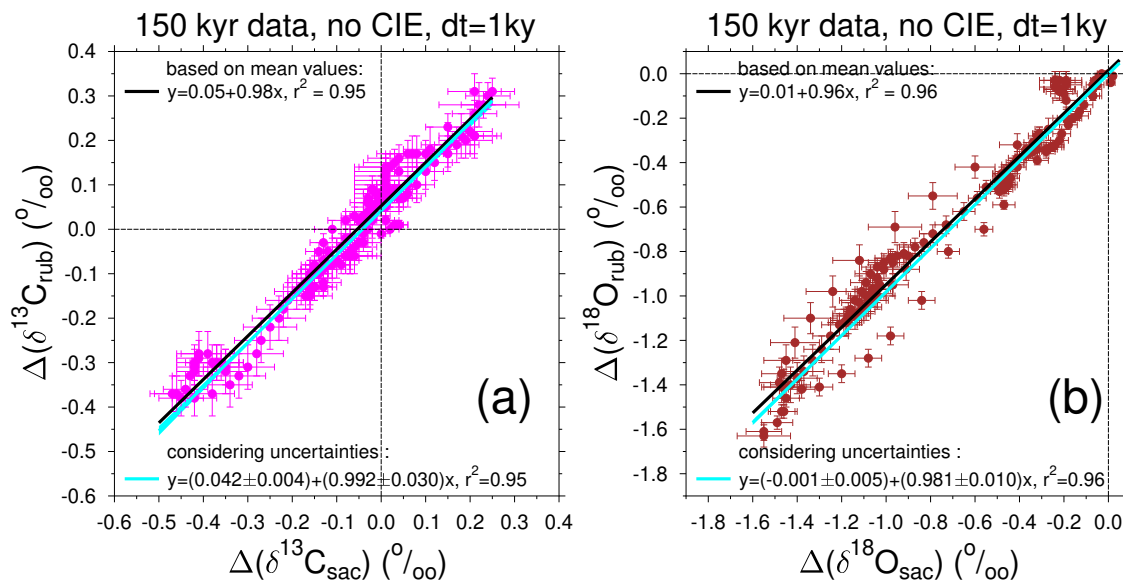 150 kyr data, no CIE, dt=1ky
0.4
0.3
0.2
0.1
0.0
-0.1
-0.2
-0.3
-0.4
-0.5
-0.6
Δ(δ¹³C_rub) (°/oo)
based on mean values:
y=0.05+0.98x, r² = 0.95
(a)
considering uncertainties :
y=(0.042±0.004)+(0.992±0.030)x, r²=0.95
-0.6 -0.5 -0.4 -0.3 -0.2 -0.1 0.0 0.1 0.2 0.3 0.4
Δ(δ¹³C_sac) (°/oo)
150 kyr data, no CIE, dt=1ky
0.0
-0.2
-0.4
-0.6
-0.8
-1.0
-1.2
-1.4
-1.6
-1.8
Δ(δ¹⁸O_rub) (°/oo)
based on mean values:
y=0.01+0.96x, r² = 0.96
(b)
considering uncertainties :
y=(-0.001±0.005)+(0.981±0.010)x, r²=0.96
-1.8 -1.6 -1.4 -1.2 -1.0 -0.8 -0.6 -0.4 -0.2 0.0
Δ(δ¹⁸O_sac) (°/oo)